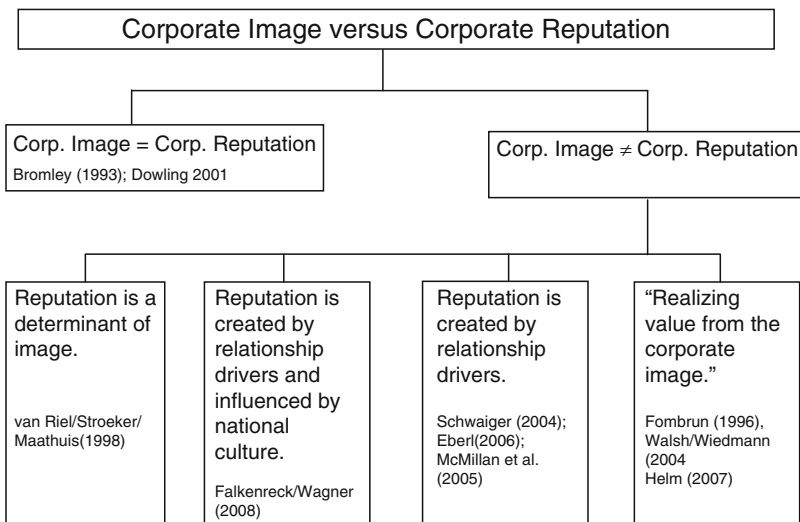 Corporate Image versus Corporate Reputation
Corp. Image = Corp. Reputation
Bromley (1993); Dowling 2001
Corp. Image ≠ Corp. Reputation
Reputation is a
determinant of
image.
van Riel/Stroeker/
Maathuis(1998)
Reputation is
created by
relationship
drivers and
influenced by
national
culture.
Falkenreck/Wagner
(2008)
Reputation is
created by
relationship
drivers.
Schwaiger (2004);
Eberl(2006);
McMillan et al.
(2005)
“Realizing
value from the
corporate
image.”
Fombrun (1996),
Walsh/Wiedmann
(2004
Helm (2007)